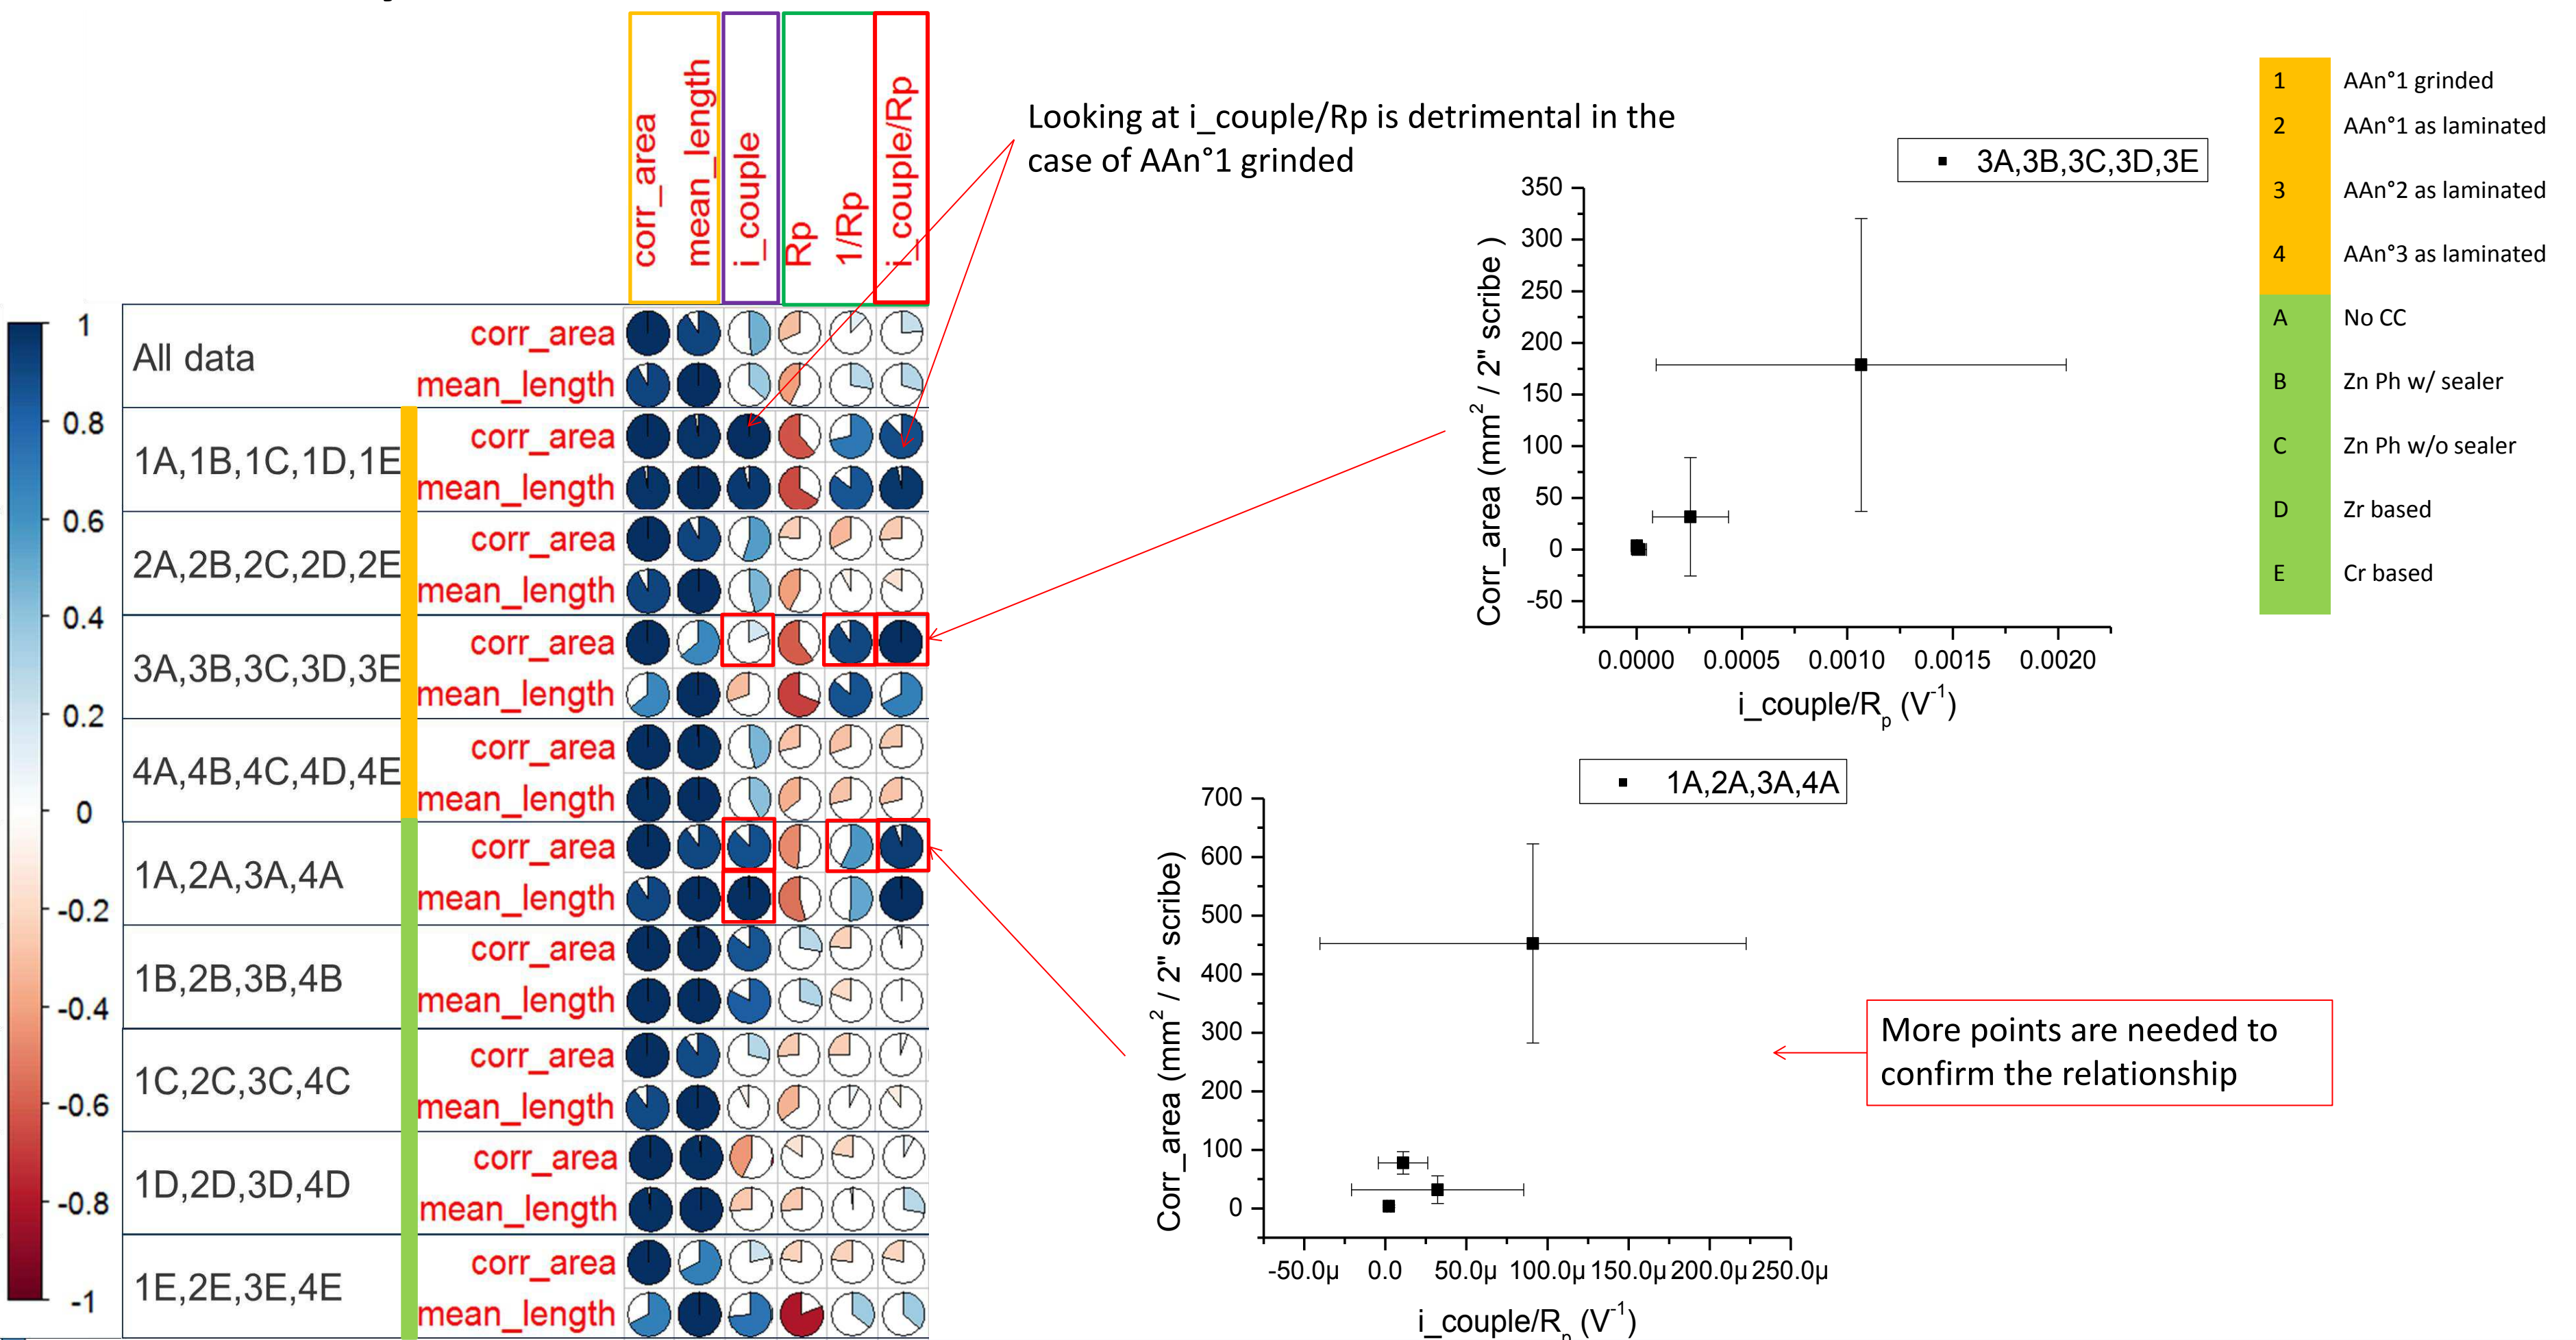 corr_area
mean_length
i_couple
Rp
1/Rp
i_couple/Rp
Looking at i_couple/Rp is detrimental in the
case of AAn°1 grinded
1
0.8
0.6
0.4
0.2
0
-0.2
-0.4
-0.6
-0.8
-1
All data
corr_area
mean_length
1A,1B,1C,1D,1E
corr_area
mean_length
2A,2B,2C,2D,2E
corr_area
mean_length
3A,3B,3C,3D,3E
corr_area
mean_length
4A,4B,4C,4D,4E
corr_area
mean_length
1A,2A,3A,4A
corr_area
mean_length
1B,2B,3B,4B
corr_area
mean_length
1C,2C,3C,4C
corr_area
mean_length
1D,2D,3D,4D
corr_area
mean_length
1E,2E,3E,4E
corr_area
mean_length
3A,3B,3C,3D,3E
Corr_area (mm² / 2" scribe )
350
300
250
200
150
100
50
0
-50
0.0000 0.0005 0.0010 0.0015 0.0020
i_couple/Rp (V⁻¹)
1A,2A,3A,4A
Corr_area (mm² / 2" scribe)
700
600
500
400
300
200
100
0
-50.0µ 0.0 50.0µ 100.0µ 150.0µ 200.0µ 250.0µ
i_couple/Rp (V⁻¹)
More points are needed to
confirm the relationship
1 AAn°1 grinded
2 AAn°1 as laminated
3 AAn°2 as laminated
4 AAn°3 as laminated
A No CC
B Zn Ph w/ sealer
C Zn Ph w/o sealer
D Zr based
E Cr based